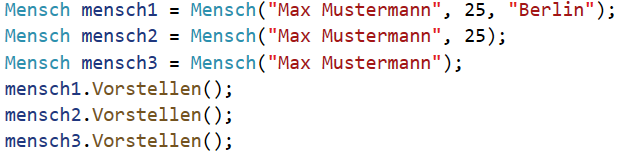 Mensch mensch1 = Mensch("Max Mustermann", 25, "Berlin");
Mensch mensch2 = Mensch("Max Mustermann", 25);
Mensch mensch3 = Mensch("Max Mustermann");
mensch1.Vorstellen();
mensch2.Vorstellen();
mensch3.Vorstellen();